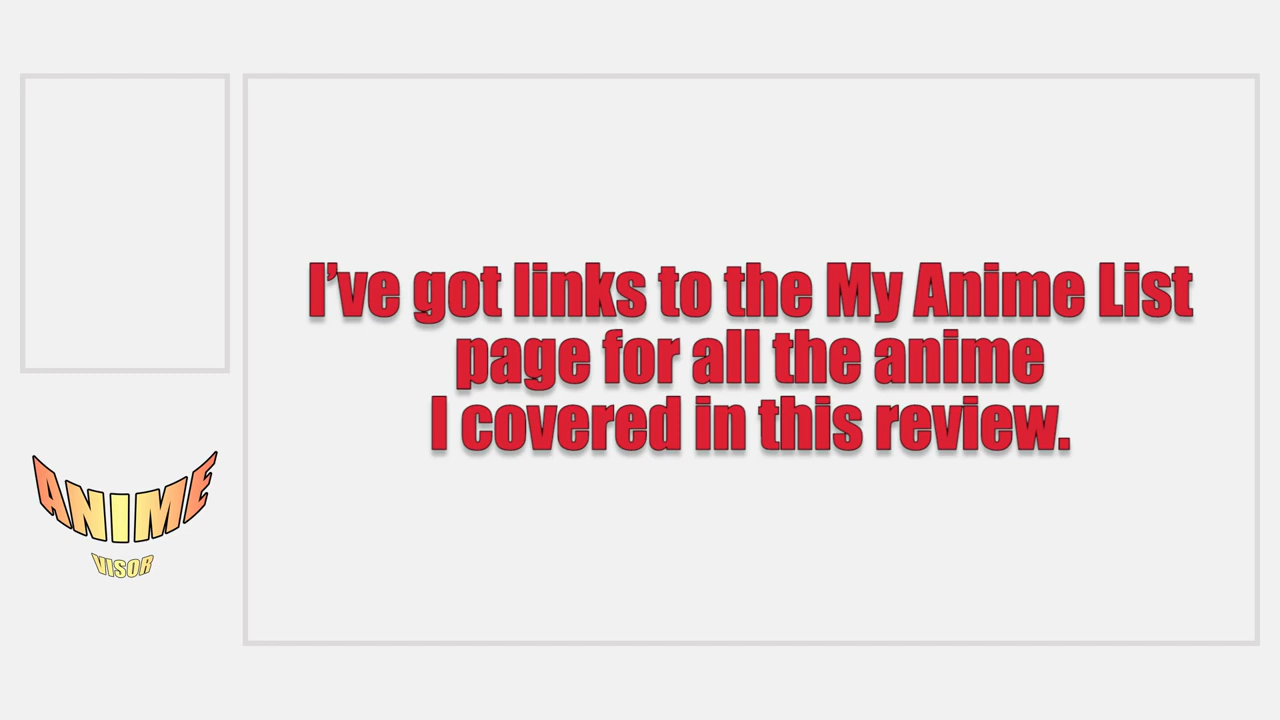 I've got links to the My Anime List
page for all the anime
I covered in this review.
ANIME
VISOR